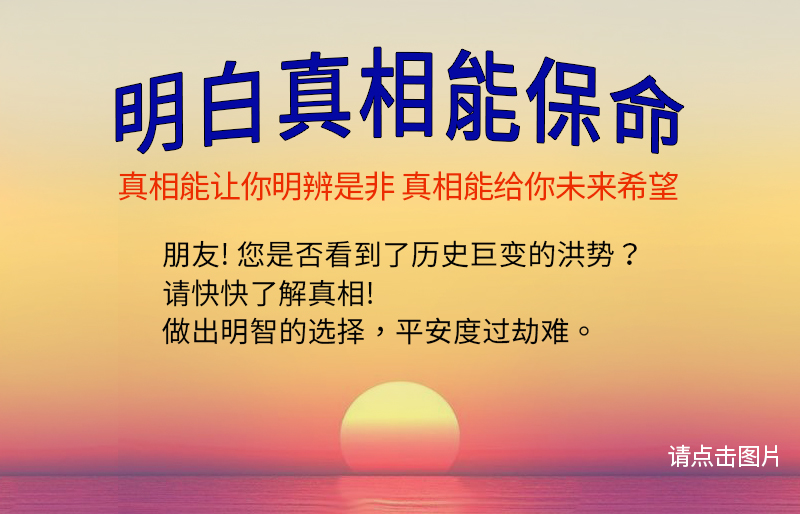 明白真相能保命
真相能让你明辨是非 真相能给你未来希望
朋友! 您是否看到了历史巨变的洪势？
请快快了解真相!
做出明智的选择，平安度过劫难。
请点击图片